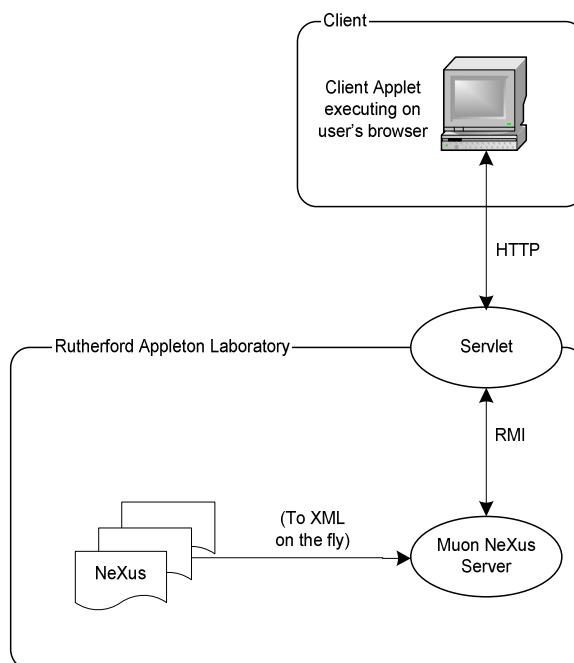 Client
Client Applet
executing on
user's browser
HTTP
Rutherford Appleton Laboratory
Servlet
RMI
(To XML
on the fly)
NeXus
Muon NeXus
Server